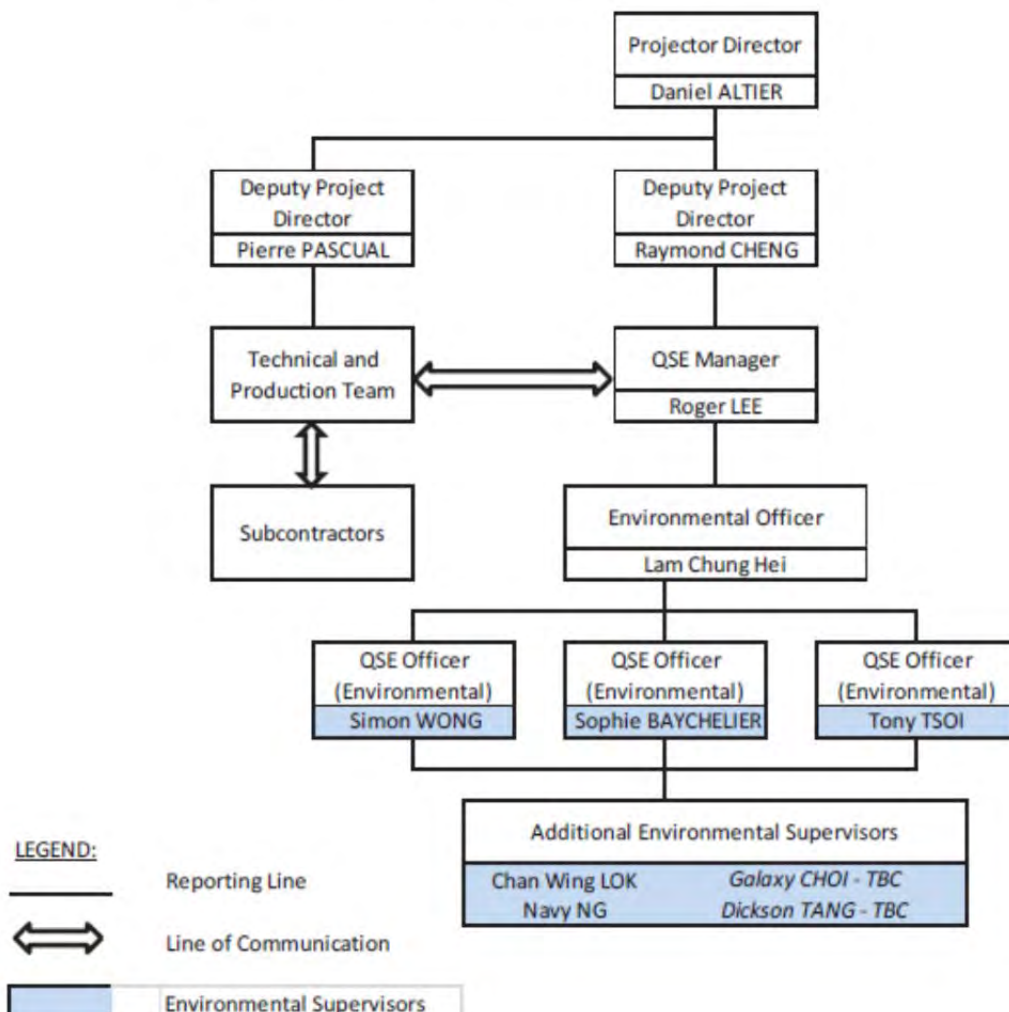 Projector Director
Daniel ALTIER
Deputy Project
Director
Pierre PASCUAL
Deputy Project
Director
Raymond CHENG
Technical and
Production Team
QSE Manager
Roger LEE
Subcontractors
Environmental Officer
Lam Chung Hei
QSE Officer
(Environmental)
Simon WONG
QSE Officer
(Environmental)
Sophie BAYCHELIER
QSE Officer
(Environmental)
Tony TSOI
Additional Environmental Supervisors
Chan Wing LOK Galaxy CHOI - TBC
Navy NG Dickson TANG - TBC
LEGEND:
Reporting Line
Line of Communication
Environmental Supervisors